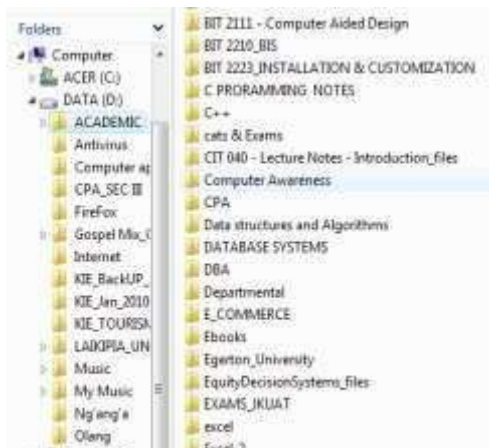 Folders
Computer
ACER (C:)
DATA (D:)
ACADEMIC
Antivirus
Computer ap
CPA_SEC III
FireFox
Gospel Mix_
Internet
KIE_BackUP_
KIE_Jan_2010
KIE_TOURISM
LAIKIPIA_UN
Music
My Music
Ng'ang'a
Olang
BIT 2111 - Computer Aided Design
BIT 2210_BIS
BIT 2223_INSTALLATION & CUSTOMIZATION
C PRORAMMING NOTES
C++
cats & Exams
CIT 040 - Lecture Notes - Introduction_files
Computer Awareness
CPA
Data structures and Algorithms
DATABASE SYSTEMS
DBA
Departmental
E_COMMERCE
Ebooks
Egerton_University
EquityDecisionSystems_files
EXAMS_JKUAT
excel